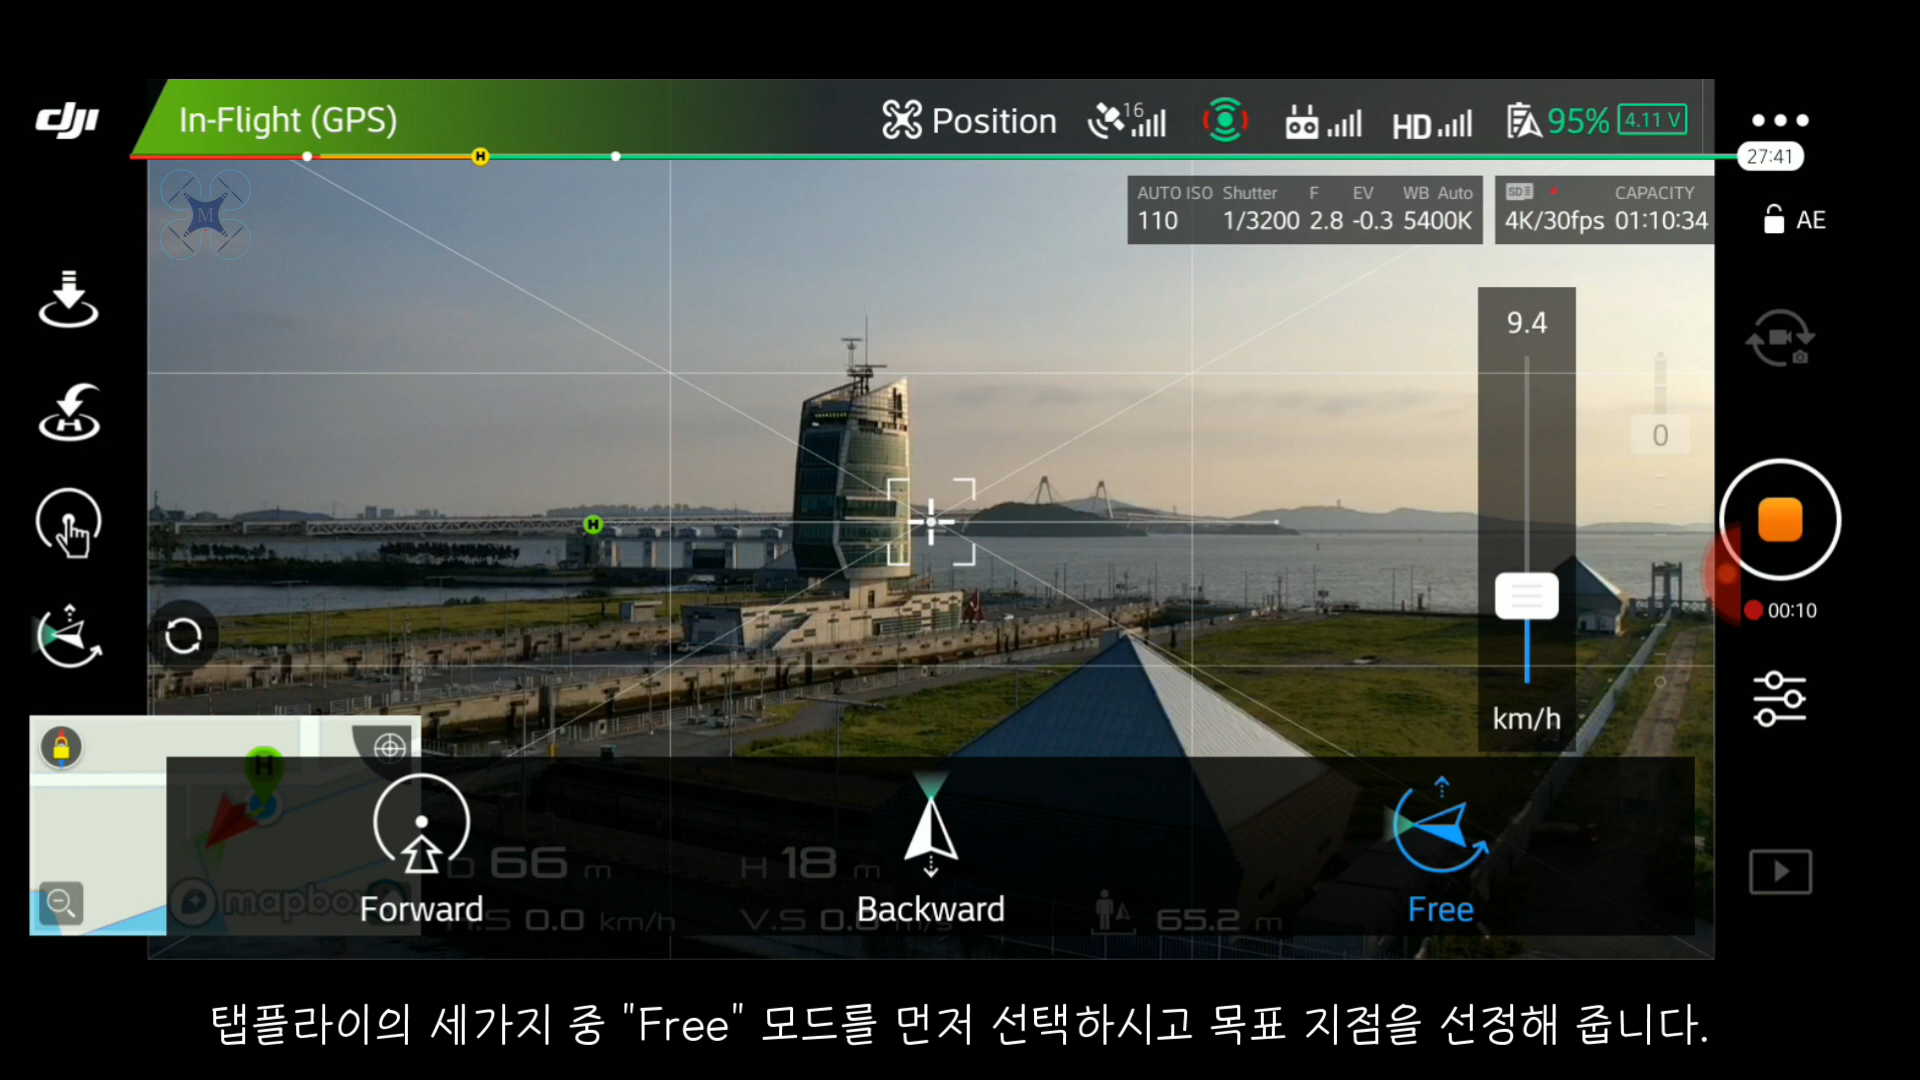 dji
In-Flight (GPS)
Position
16
HD
95%
4.11 V
27:41
H
M
AUTO ISO Shutter F EV WB Auto
110 1/3200 2.8 -0.3 5400K
SD CAPACITY
4K/30fps 01:10:34
AE
9.4
0
H
H
00:10
km/h
H
D 66 m H 18 m
mapbox
Forward
Backward
Free
H.S 0.0 km/h V.S 0.0 m/s 65.2 m
탭플라이의 세가지 중 "Free" 모드를 먼저 선택하시고 목표 지점을 선정해 줍니다.